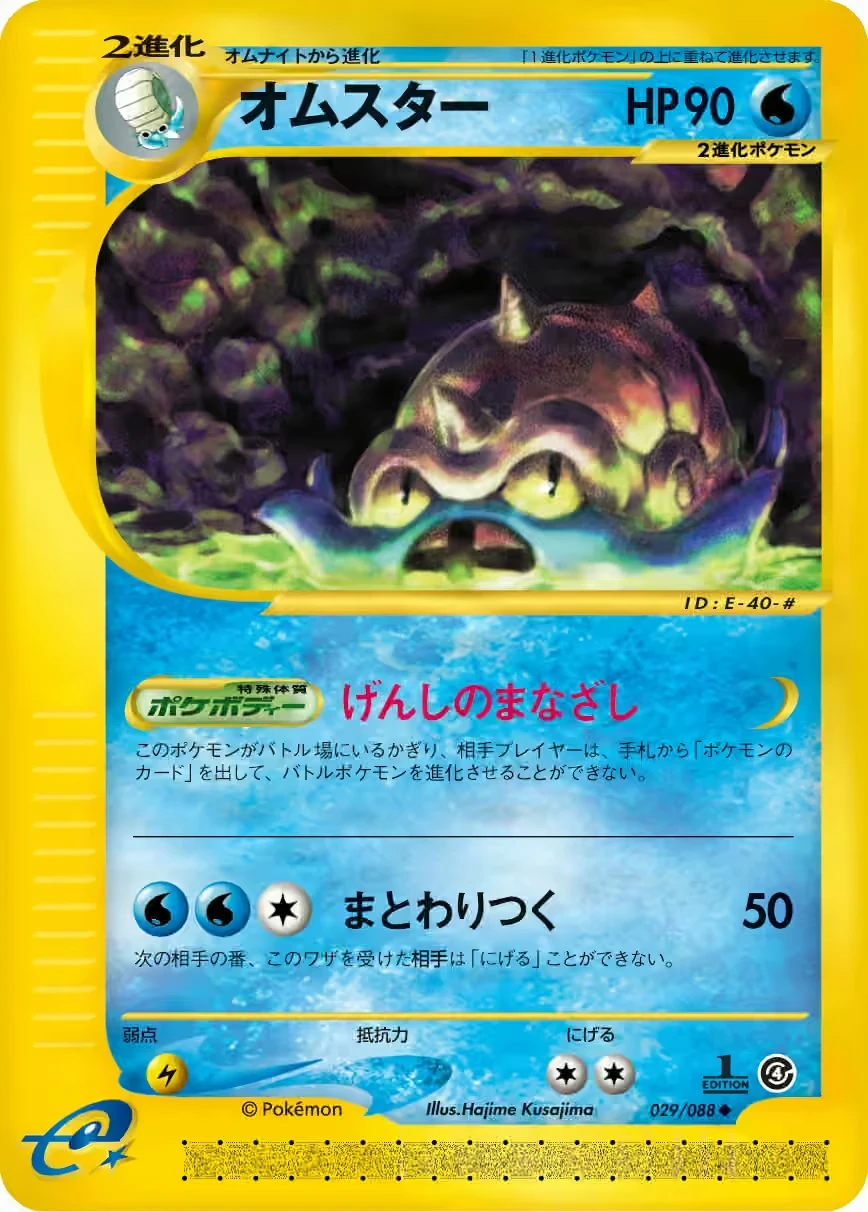 2進化
オムナイトから進化
「1進化ポケモン」の上に重ねて進化させます。
オムスター
HP90
2進化ポケモン
ID : E-40-#
特殊体質
ポケボディー
げんしのまなざし
このポケモンがバトル場にいるかぎり、相手プレイヤーは、手札から「ポケモンの
カード」を出して、バトルポケモンを進化させることができない。
まとわりつく
50
次の相手の番、このワザを受けた相手は「にげる」ことができない。
弱点
抵抗力
にげる
1
EDITION
4
© Pokémon
Illus.Hajime Kusajima
029/088
e